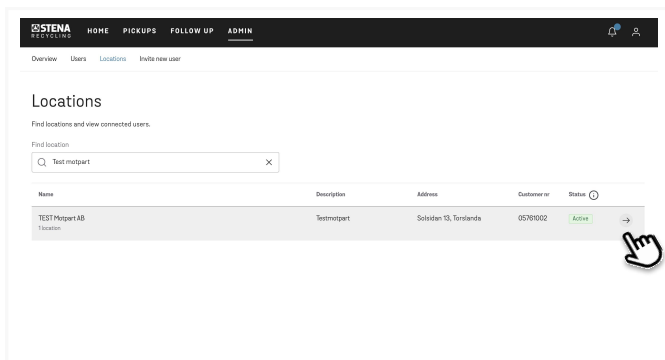 STENA
RECYCLING
HOME PICKUPS FOLLOW UP ADMIN
Overview Users Locations Invite new user
Locations
Find locations and view connected users.
Find location
Test motpart
Name Description Address Customer nr Status
TEST Motpart AB Testmotpart Solsidan 13, Torslanda 05761002 Active
1 location